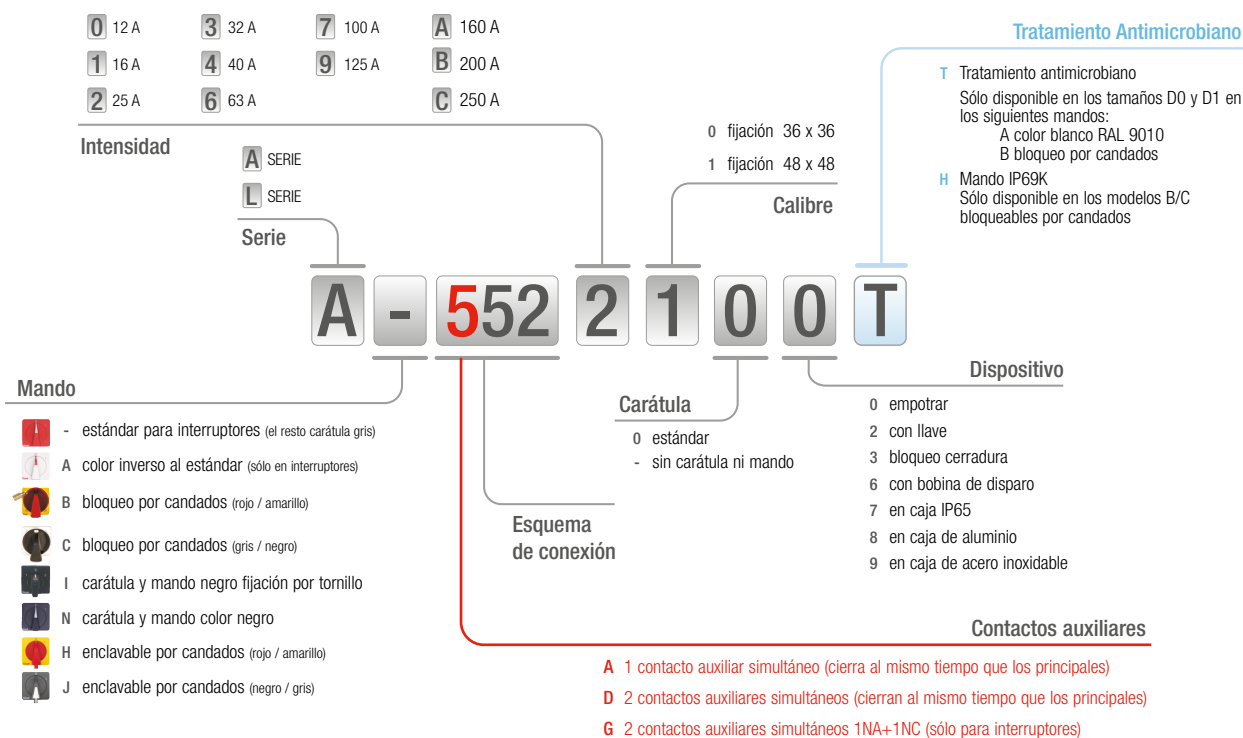 0 12 A
3 32 A
7 100 A
A 160 A
1 16 A
4 40 A
9 125 A
B 200 A
2 25 A
6 63 A
C 250 A
Intensidad
A SERIE
L SERIE
Serie
0 fijación 36 x 36
1 fijación 48 x 48
Calibre
Tratamiento Antimicrobiano
T Tratamiento antimicrobiano
Sólo disponible en los tamaños D0 y D1 en
los siguientes mandos:
A color blanco RAL 9010
B bloqueo por candados
H Mando IP69K
Sólo disponible en los modelos B/C
bloqueables por candados
A - 552 2 1 0 0 T
Mando
- estándar para interruptores (el resto carátula gris)
A color inverso al estándar (sólo en interruptores)
B bloqueo por candados (rojo / amarillo)
C bloqueo por candados (gris / negro)
I carátula y mando negro fijación por tornillo
N carátula y mando color negro
H enclavable por candados (rojo / amarillo)
J enclavable por candados (negro / gris)
Esquema
de conexión
Carátula
0 estándar
- sin carátula ni mando
Dispositivo
0 empotrar
2 con llave
3 bloqueo cerradura
6 con bobina de disparo
7 en caja IP65
8 en caja de aluminio
9 en caja de acero inoxidable
Contactos auxiliares
A 1 contacto auxiliar simultáneo (cierra al mismo tiempo que los principales)
D 2 contactos auxiliares simultáneos (cierran al mismo tiempo que los principales)
G 2 contactos auxiliares simultáneos 1NA+1NC (sólo para interruptores)